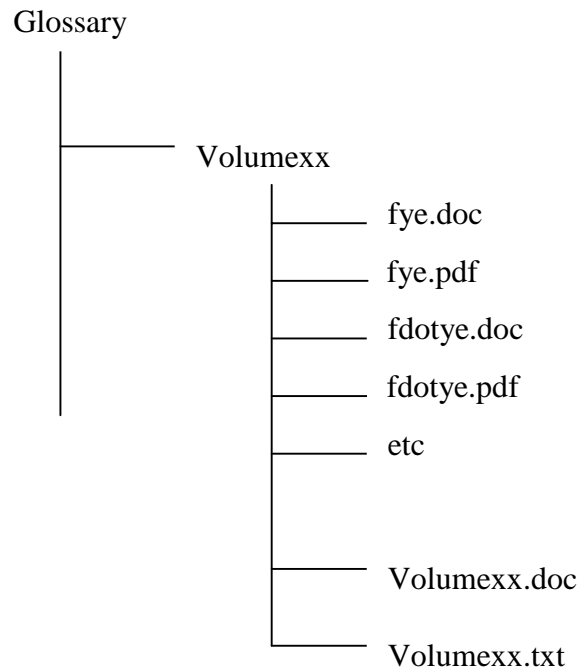 Glossary
Volumexx
fye.doc
fye.pdf
fdotye.doc
fdotye.pdf
etc
Volumexx.doc
Volumexx.txt